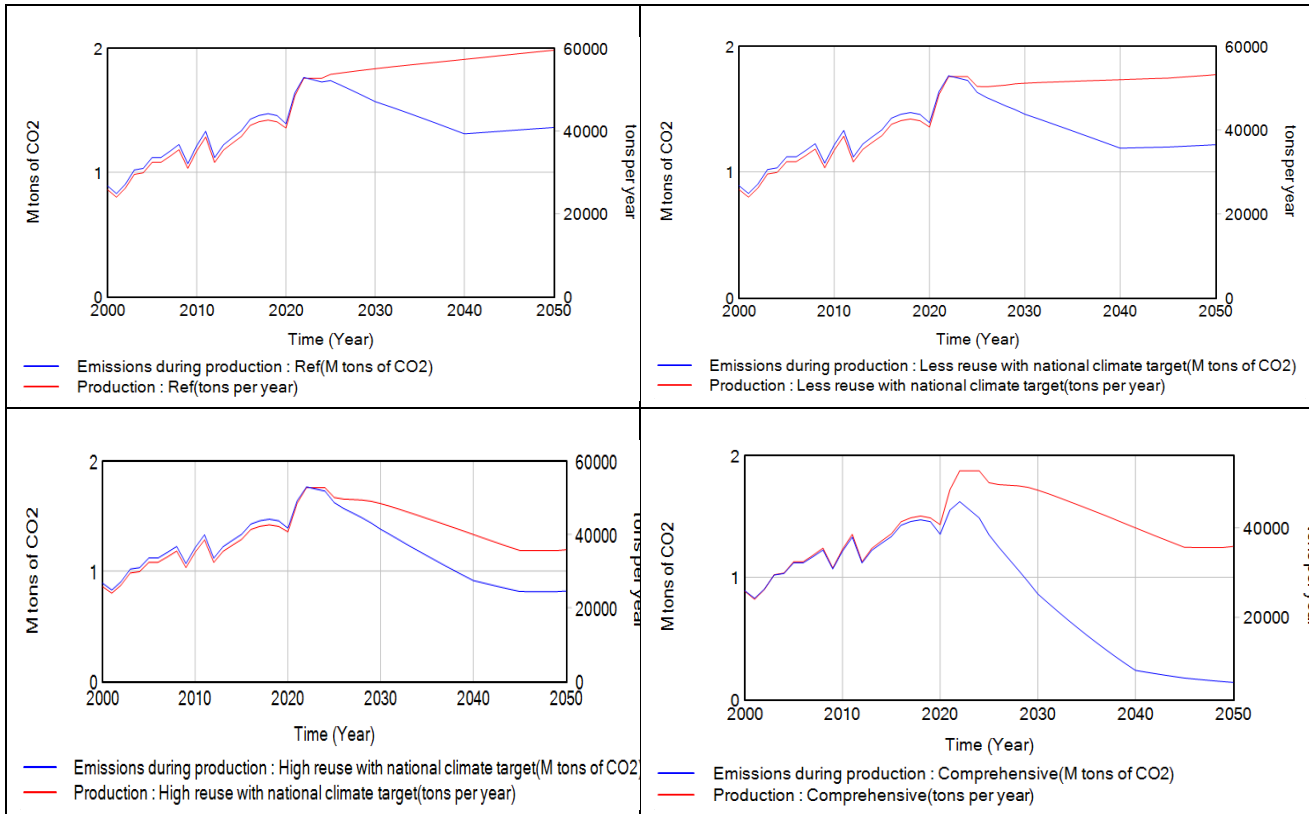 2
1
0
M tons of CO2
60000
40000
20000
0
tons per year
2000 2010 2020 2030 2040 2050
Time (Year)
Emissions during production : Ref(M tons of CO2)
Production : Ref(tons per year)
2
1
0
M tons of CO2
60000
40000
20000
0
tons per year
2000 2010 2020 2030 2040 2050
Time (Year)
Emissions during production : Less reuse with national climate target(M tons of CO2)
Production : Less reuse with national climate target(tons per year)
2
1
0
M tons of CO2
60000
40000
20000
0
tons per year
2000 2010 2020 2030 2040 2050
Time (Year)
Emissions during production : High reuse with national climate target(M tons of CO2)
Production : High reuse with national climate target(tons per year)
2
1
0
M tons of CO2
40000
20000
tons per year
2000 2010 2020 2030 2040 2050
Time (Year)
Emissions during production : Comprehensive(M tons of CO2)
Production : Comprehensive(tons per year)